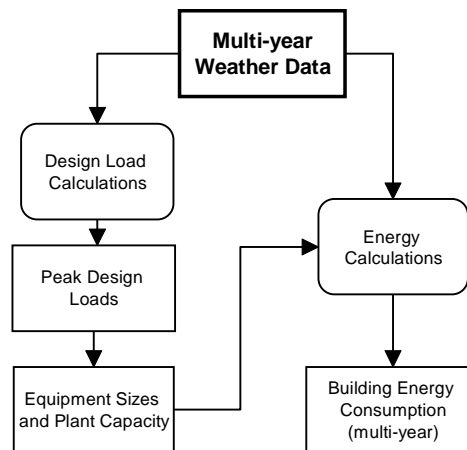 Multi-year
Weather Data
Design Load
Calculations
Peak Design
Loads
Equipment Sizes
and Plant Capacity
Energy
Calculations
Building Energy
Consumption
(multi-year)